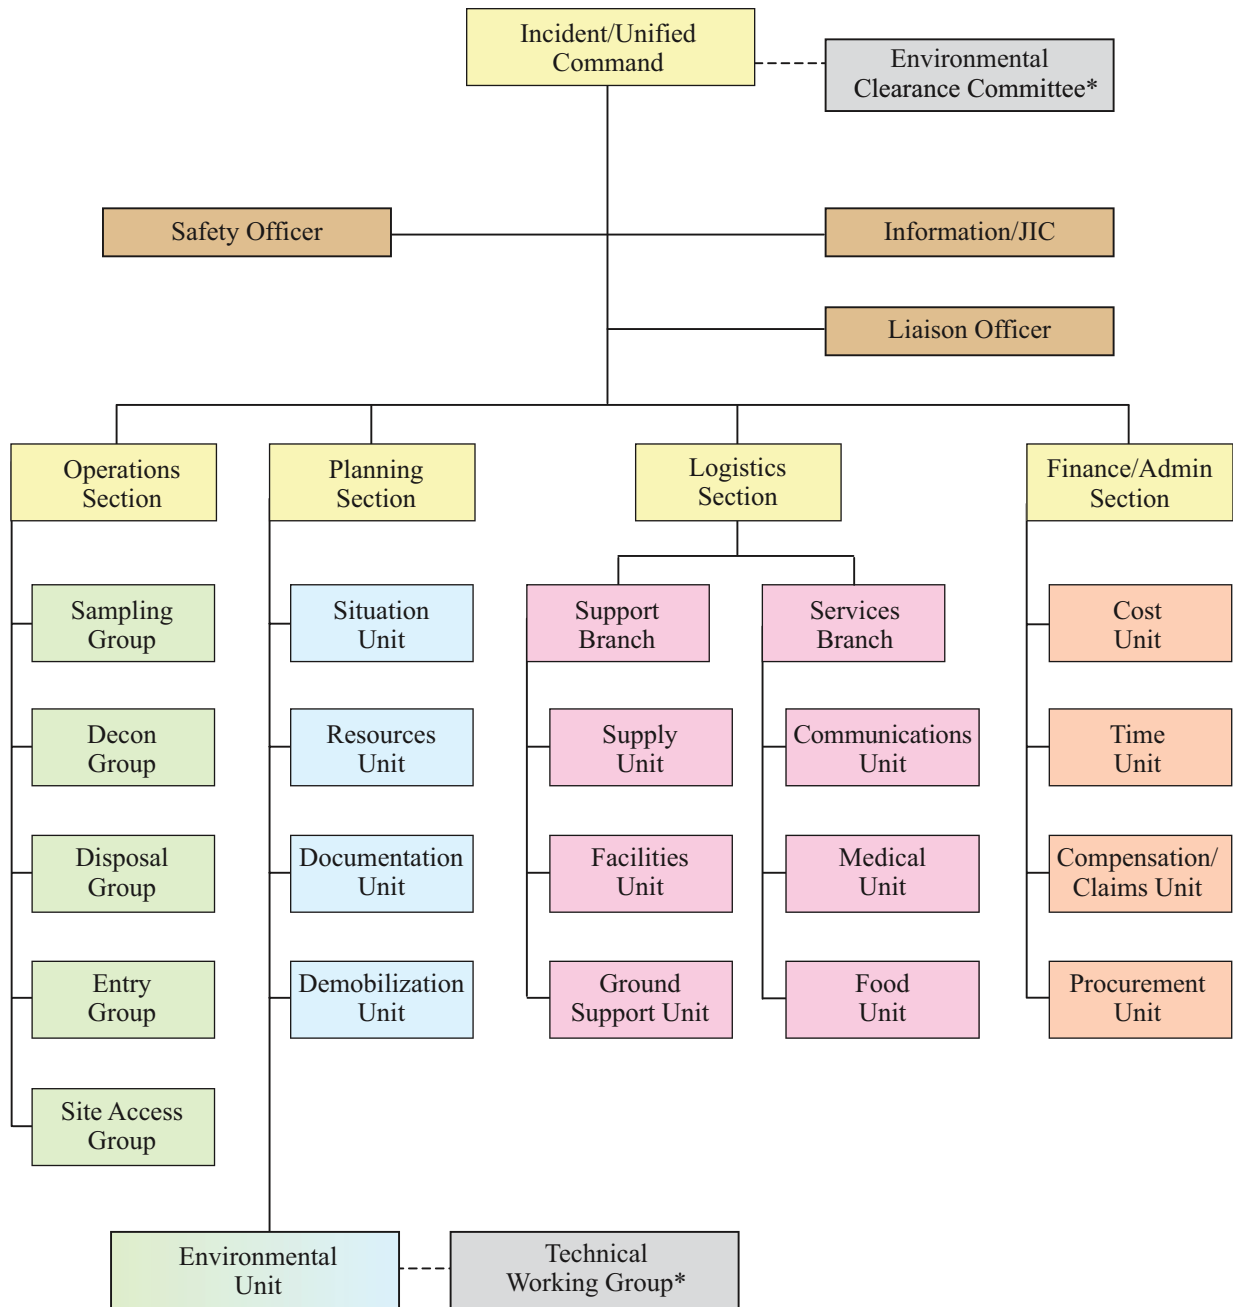 Incident/Unified
Command
Environmental
Clearance Committee*
Safety Officer
Information/JIC
Liaison Officer
Operations
Section
Planning
Section
Logistics
Section
Finance/Admin
Section
Sampling
Group
Situation
Unit
Support
Branch
Services
Branch
Cost
Unit
Decon
Group
Resources
Unit
Supply
Unit
Communications
Unit
Time
Unit
Disposal
Group
Documentation
Unit
Facilities
Unit
Medical
Unit
Compensation/
Claims Unit
Entry
Group
Demobilization
Unit
Ground
Support Unit
Food
Unit
Procurement
Unit
Site Access
Group
Environmental
Unit
Technical
Working Group*